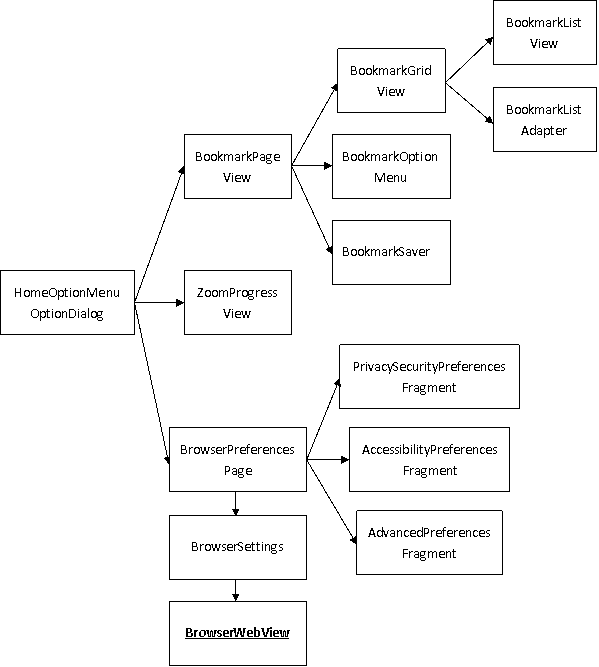 BookmarkList
View
BookmarkGrid
View
BookmarkList
Adapter
BookmarkPage
View
BookmarkOption
Menu
BookmarkSaver
HomeOptionMenu
OptionDialog
ZoomProgress
View
PrivacySecurityPreferences
Fragment
BrowserPreferences
Page
AccessibilityPreferences
Fragment
AdvancedPreferences
Fragment
BrowserSettings
BrowserWebView